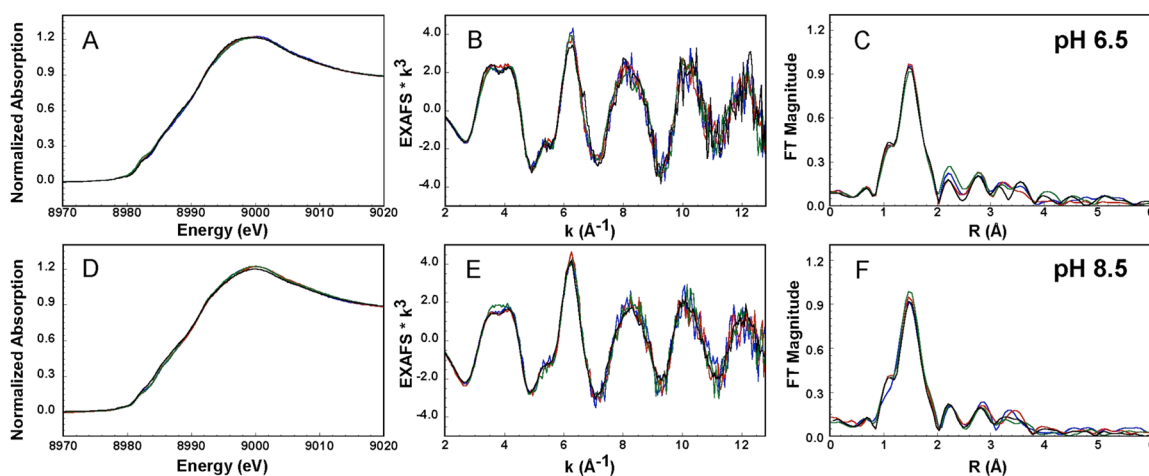 A
Normalized Absorption
1.2
0.9
0.6
0.3
0.0
8970 8980 8990 9000 9010 9020
Energy (eV)
B
EXAFS * k3
4.0
2.0
0.0
-2.0
-4.0
2 4 6 8 10 12
k (Å-1)
C
pH 6.5
FT Magnitude
1.2
0.9
0.6
0.3
0.0
0 1 2 3 4 5 6
R (Å)
D
Normalized Absorption
1.2
0.9
0.6
0.3
0.0
8970 8980 8990 9000 9010 9020
Energy (eV)
E
EXAFS * k3
4.0
2.0
0.0
-2.0
-4.0
2 4 6 8 10 12
k (Å-1)
F
pH 8.5
FT Magnitude
1.2
0.9
0.6
0.3
0.0
0 1 2 3 4 5 6
R (Å)